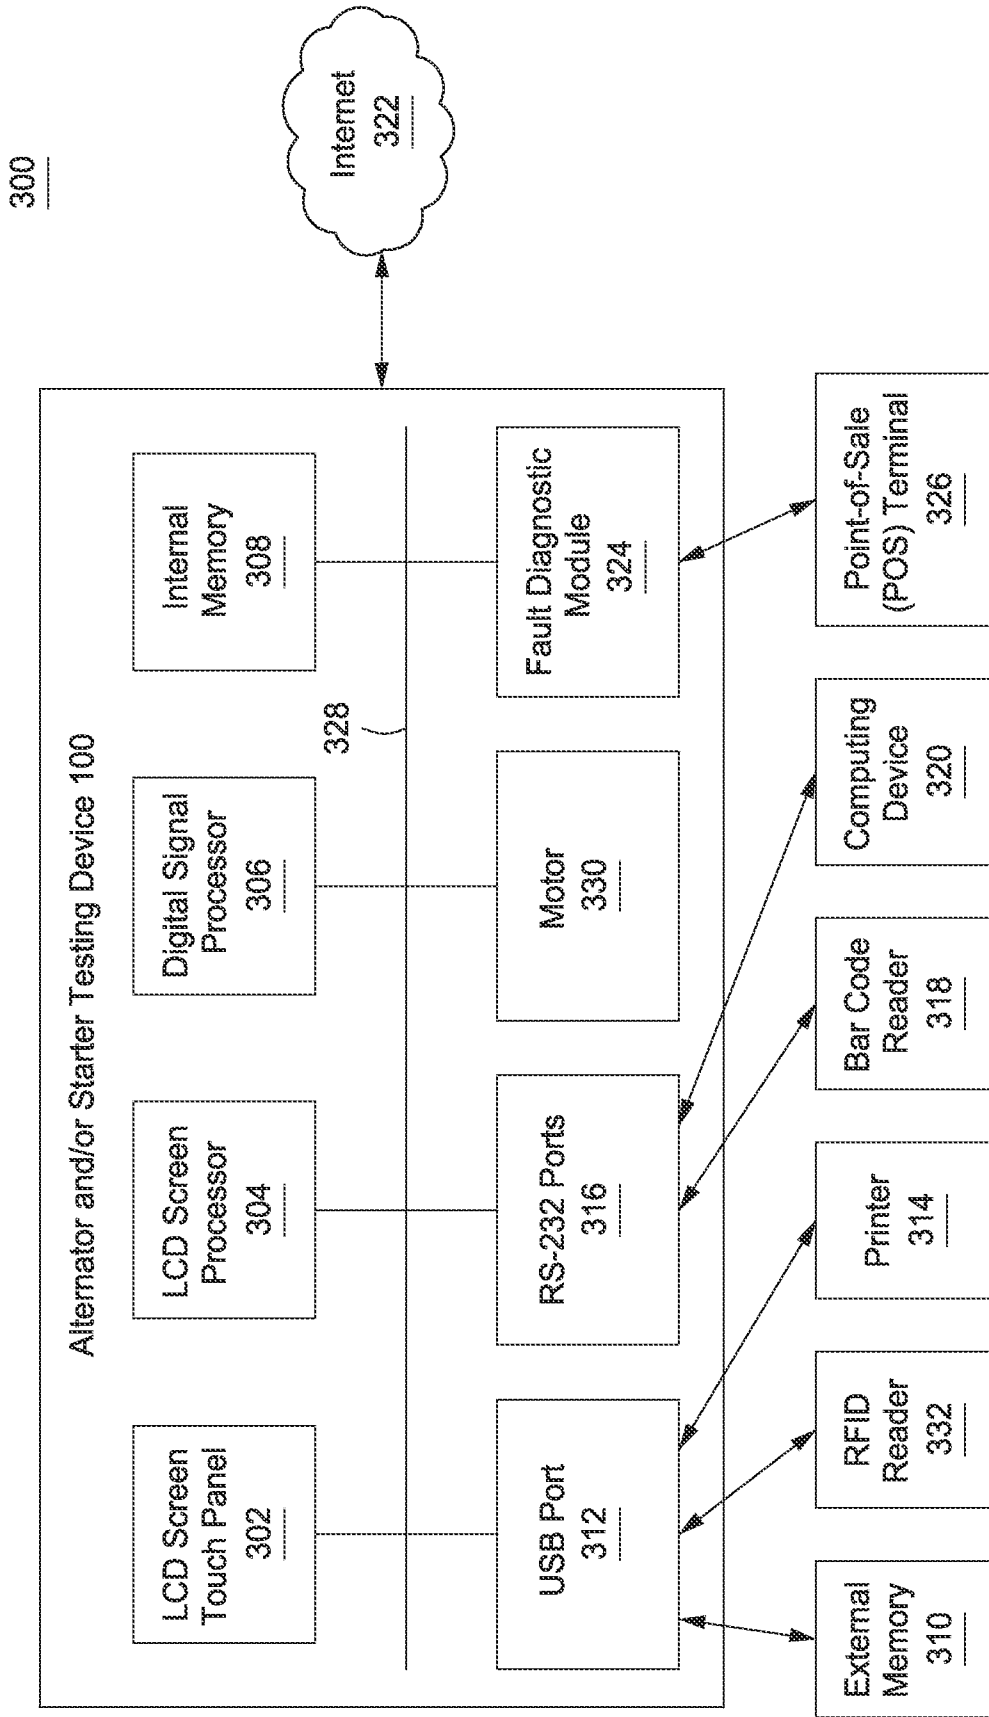 300
Alternator and/or Starter Testing Device 100
LCD Screen
Touch Panel
302
LCD Screen
Processor
304
Digital Signal
Processor
306
Internal
Memory
308
Internet
322
328
USB Port
312
RS-232 Ports
316
Motor
330
Fault Diagnostic
Module
324
External
Memory
310
RFID
Reader
332
Printer
314
Bar Code
Reader
318
Computing
Device
320
Point-of-Sale
(POS) Terminal
326